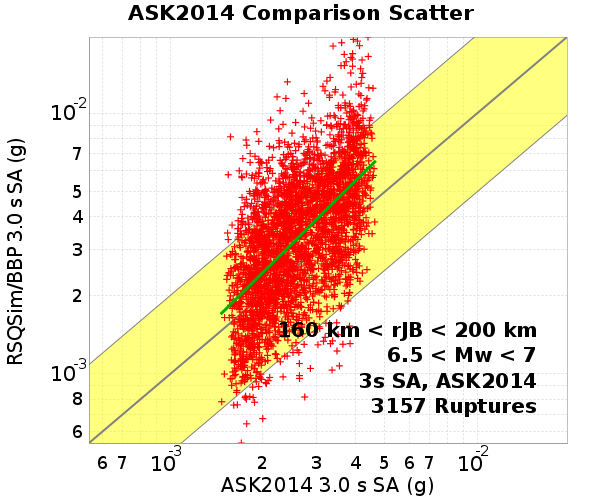 ASK2014 Comparison Scatter
RSQSim/BBP 3.0 s SA (g)
10-2
7
5
4
3
2
10-3
8
6
160 km < rJB < 200 km
6.5 < Mw < 7
3s SA, ASK2014
3157 Ruptures
6 7 10-3 2 3 4 5 6 7 10-2
ASK2014 3.0 s SA (g)